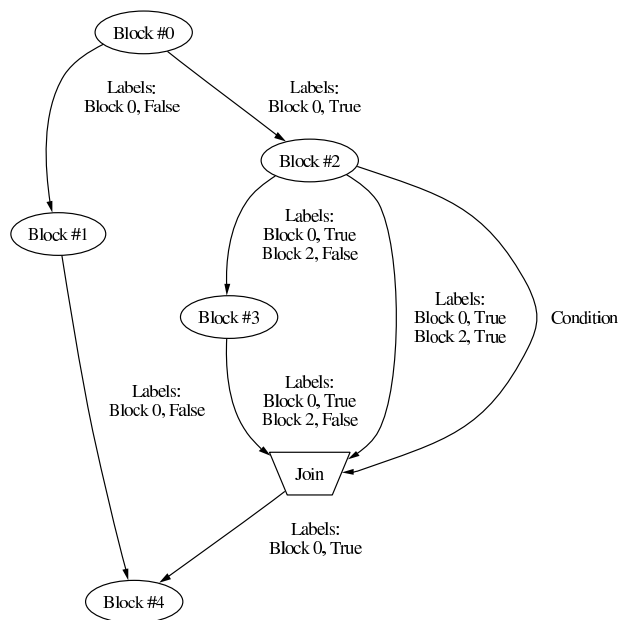 Block #0
Labels:
Block 0, False
Labels:
Block 0, True
Block #2
Block #1
Labels:
Block 0, True
Block 2, False
Block #3
Labels:
Block 0, True
Block 2, True
Condition
Labels:
Block 0, False
Labels:
Block 0, True
Block 2, False
Join
Labels:
Block 0, True
Block #4